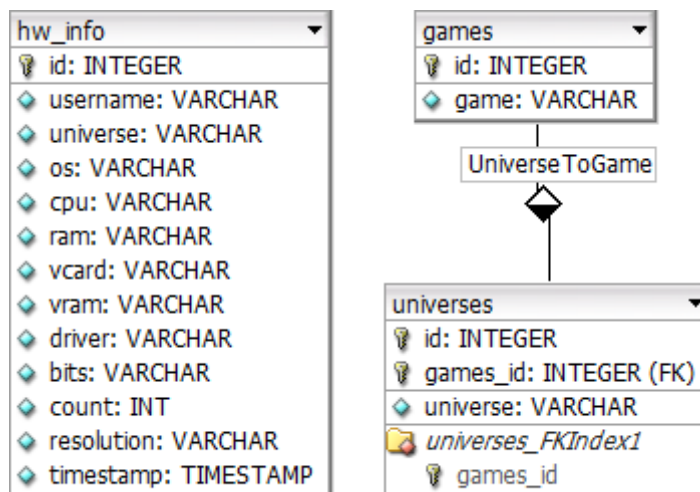 hw_info
id: INTEGER
username: VARCHAR
universe: VARCHAR
os: VARCHAR
cpu: VARCHAR
ram: VARCHAR
vcard: VARCHAR
vram: VARCHAR
driver: VARCHAR
bits: VARCHAR
count: INT
resolution: VARCHAR
timestamp: TIMESTAMP
games
id: INTEGER
game: VARCHAR
UniverseToGame
universes
id: INTEGER
games_id: INTEGER (FK)
universe: VARCHAR
universes_FKIndex1
games_id